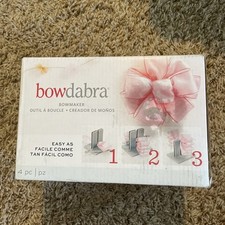 bowdabra®
BOWMAKER
OUTIL À BOUCLE • CREADOR DE MOÑOS
EASY AS
FACILE COMME
TAN FÁCIL COMO
1 2 3
4 pc | pz